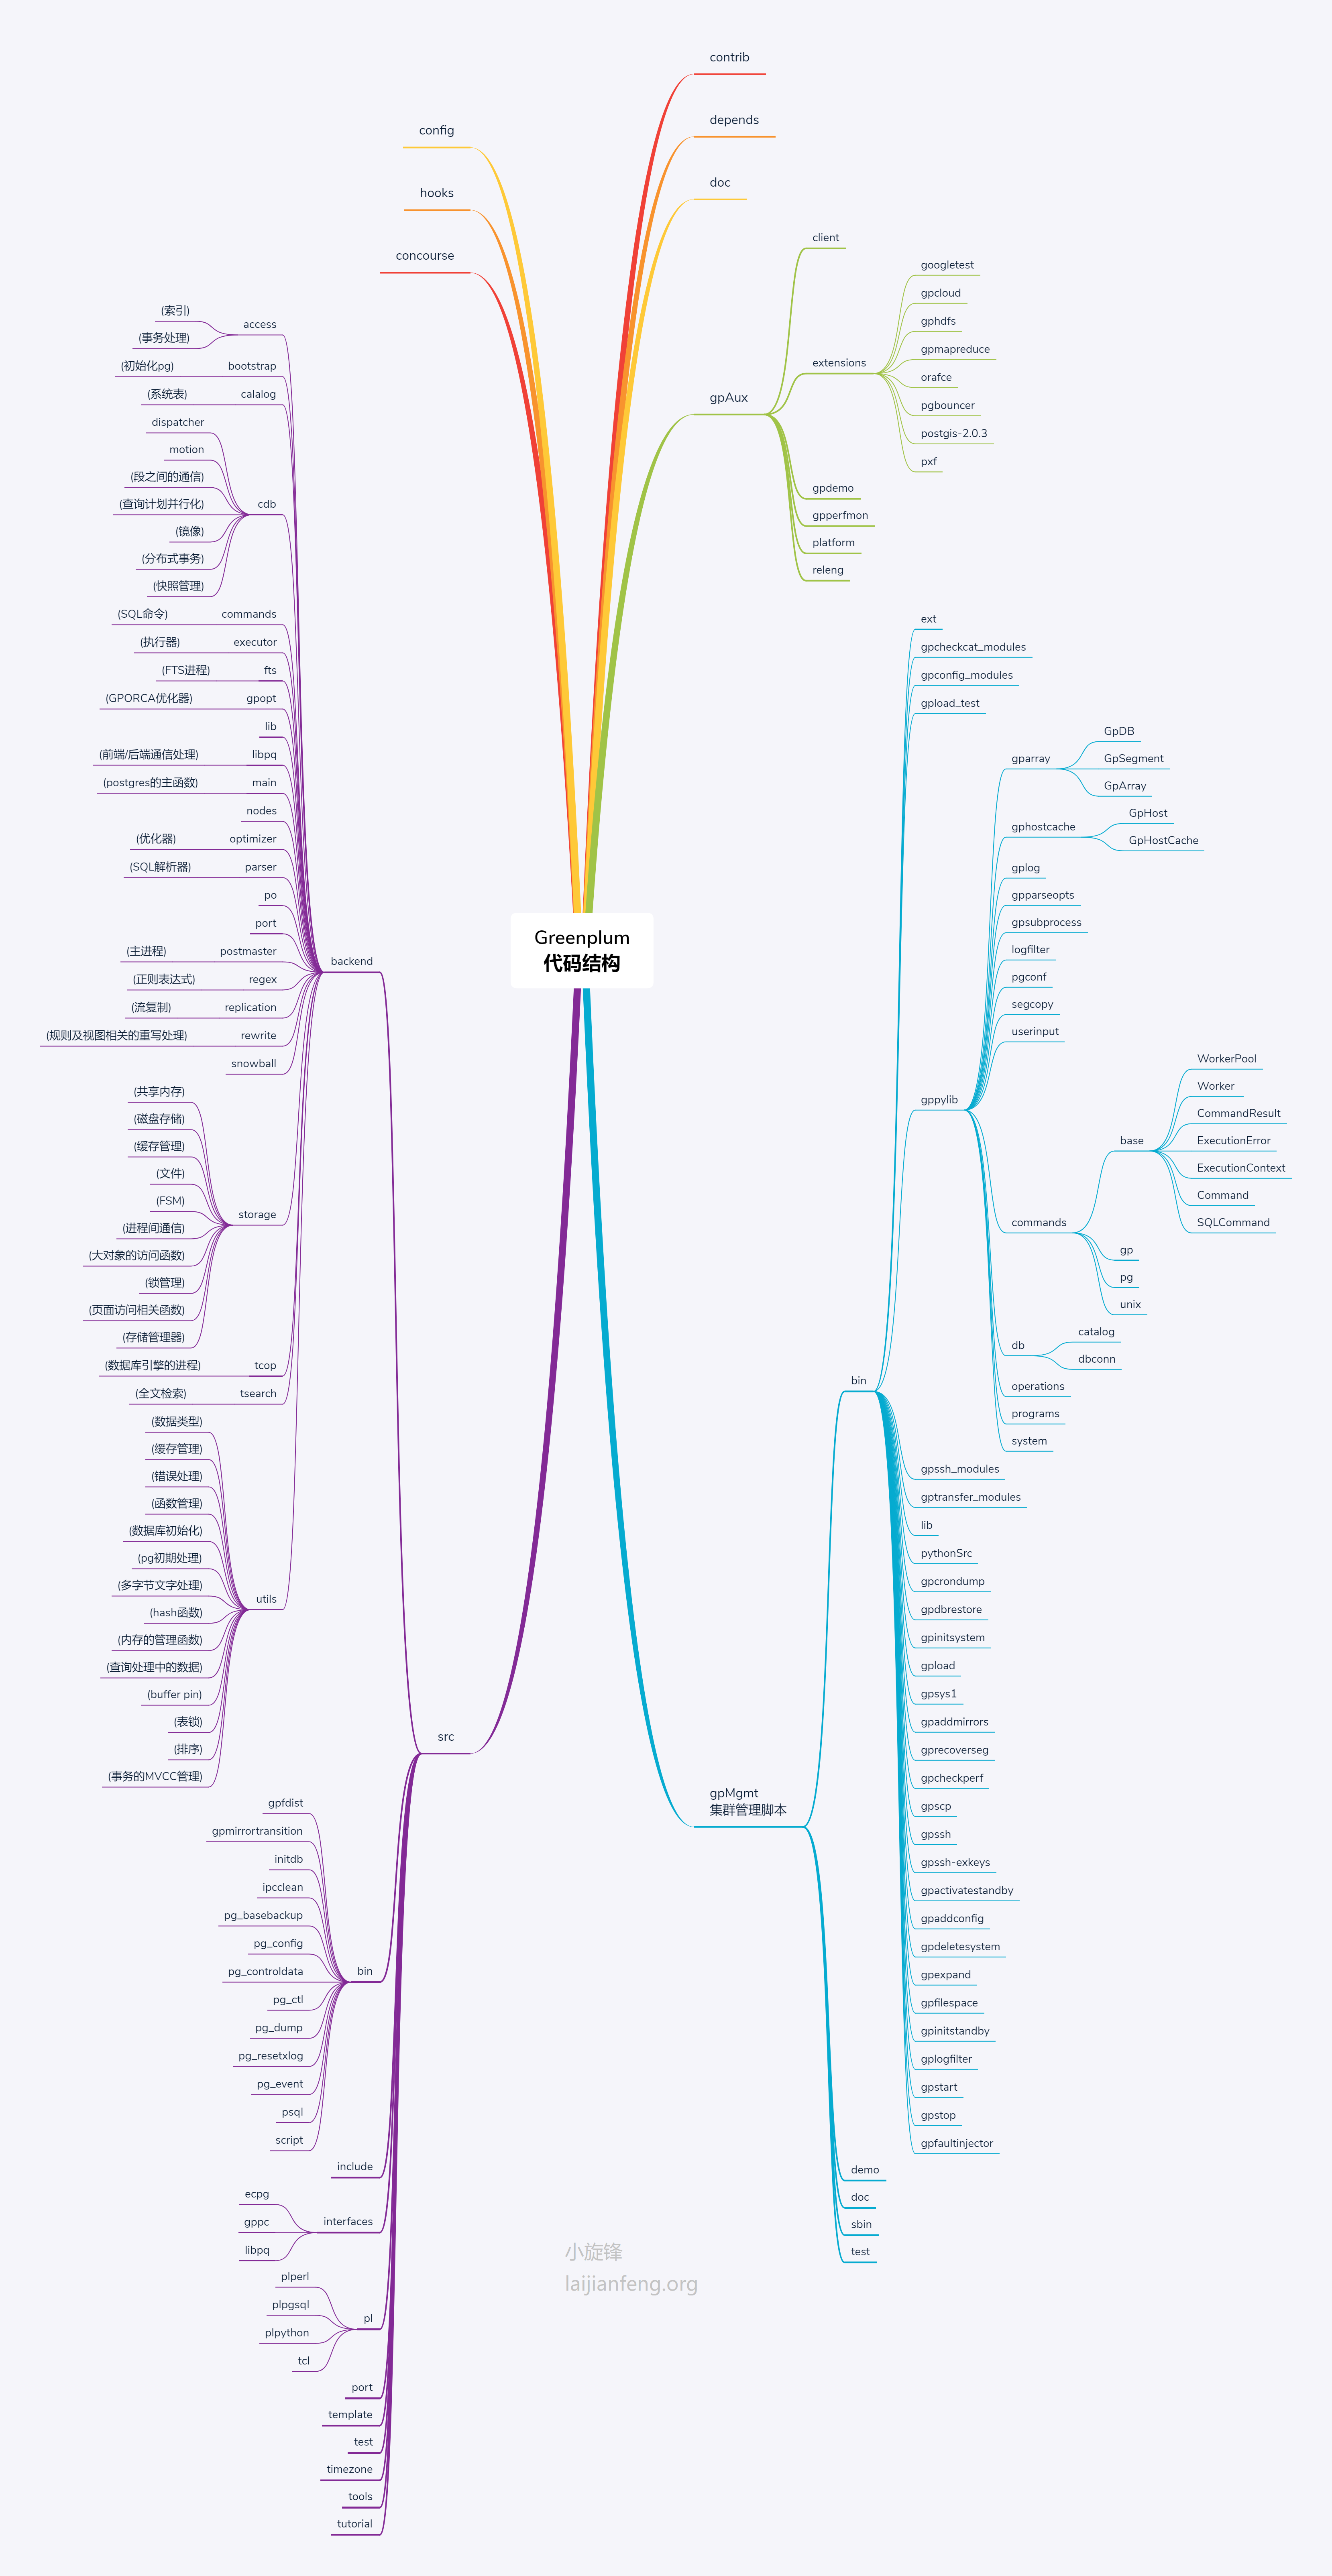 Greenplum
代码结构
contrib
depends
doc
gpAux
client
extensions
googletest
gpcloud
gphdfs
gpmapreduce
orafce
pgbouncer
postgis-2.0.3
pxf
gpdemo
gpperfmon
platform
releng
gpMgmt
集群管理脚本
bin
ext
gpcheckcat_modules
gpconfig_modules
gpload_test
gppylib
gparray
GpDB
GpSegment
GpArray
gphostcache
GpHost
GpHostCache
gplog
gpparseopts
gpsubprocess
logfilter
pgconf
segcopy
userinput
commands
base
WorkerPool
Worker
CommandResult
ExecutionError
ExecutionContext
Command
SQLCommand
gp
pg
unix
db
catalog
dbconn
operations
programs
system
gpssh_modules
gptransfer_modules
lib
pythonSrc
gpcrondump
gpdbrestore
gpinitsystem
gpload
gpsys1
gpaddmirrors
gprecoverseg
gpcheckperf
gpscp
gpssh
gpssh-exkeys
gpactivatestandby
gpaddconfig
gpdeletesystem
gpexpand
gpfilespace
gpinitstandby
gplogfilter
gpstart
gpstop
gpfaultinjector
demo
doc
sbin
test
config
hooks
concourse
src
backend
access
(索引)
(事务处理)
bootstrap
(初始化pg)
calalog
(系统表)
cdb
dispatcher
motion
(段之间的通信)
(查询计划并行化)
(镜像)
(分布式事务)
(快照管理)
commands
(SQL命令)
executor
(执行器)
fts
(FTS进程)
gpopt
(GPORCA优化器)
lib
libpq
(前端/后端通信处理)
main
(postgres的主函数)
nodes
optimizer
(优化器)
parser
(SQL解析器)
po
port
postmaster
(主进程)
regex
(正则表达式)
replication
(流复制)
rewrite
(规则及视图相关的重写处理)
snowball
storage
(共享内存)
(磁盘存储)
(缓存管理)
(文件)
(FSM)
(进程间通信)
(大对象的访问函数)
(锁管理)
(页面访问相关函数)
(存储管理器)
tcop
(数据库引擎的进程)
tsearch
(全文检索)
utils
(数据类型)
(缓存管理)
(错误处理)
(函数管理)
(数据库初始化)
(pg初期处理)
(多字节文字处理)
(hash函数)
(内存的管理函数)
(查询处理中的数据)
(buffer pin)
(表锁)
(排序)
(事务的MVCC管理)
bin
gpfdist
gpmirrortransition
initdb
ipcclean
pg_basebackup
pg_config
pg_controldata
pg_ctl
pg_dump
pg_resetxlog
pg_event
psql
script
include
interfaces
ecpg
gppc
libpq
pl
plperl
plpgsql
plpython
tcl
port
template
test
timezone
tools
tutorial
小旋锋
laijianfeng.org